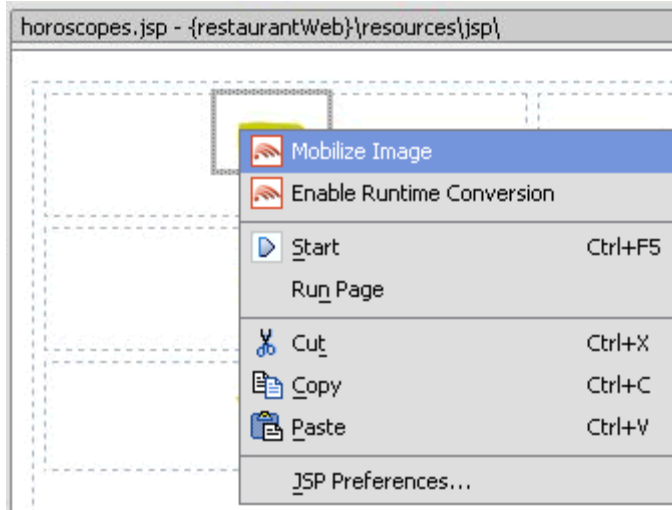 horoscopes.jsp - {restaurantWeb}\resources\jsp\
Mobilize Image
Enable Runtime Conversion
Start Ctrl+F5
Run Page
Cut Ctrl+X
Copy Ctrl+C
Paste Ctrl+V
JSP Preferences...